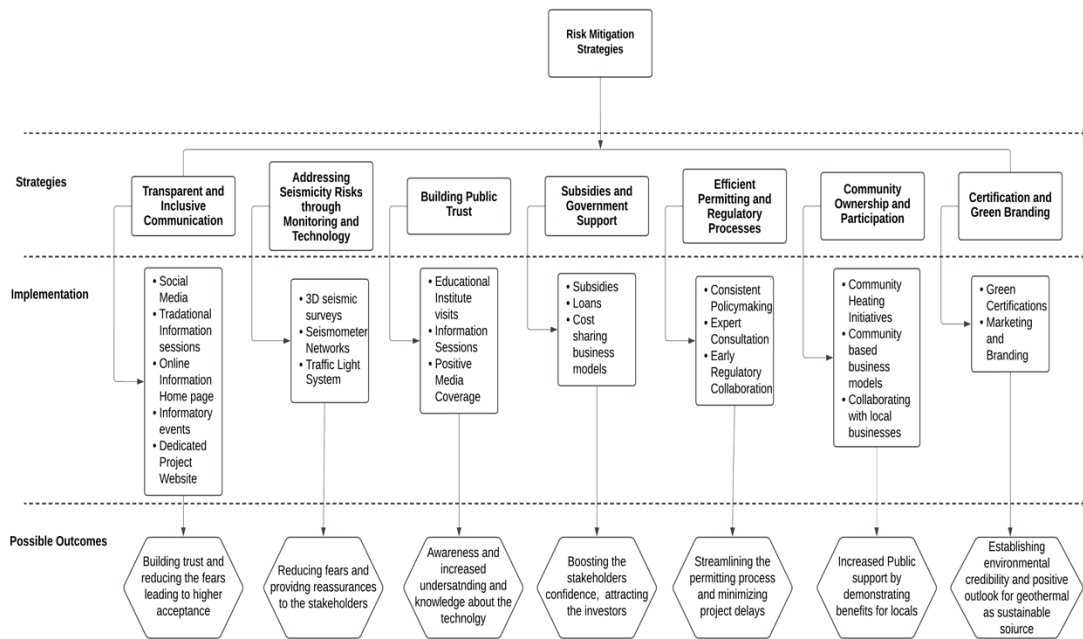 Risk Mitigation
Strategies
Strategies
Transparent and
Inclusive
Communication
Addressing
Seismicity Risks
through
Monitoring and
Technology
Building Public
Trust
Subsidies and
Government
Support
Efficient
Permitting and
Regulatory
Processes
Community
Ownership and
Participation
Certification and
Green Branding
Implementation
• Social
Media
• Tradational
Information
sessions
• Online
Information
Home page
• Informatory
events
• Dedicated
Project
Website
• 3D seismic
surveys
• Seismometer
Networks
• Traffic Light
System
• Educational
Institute
visits
• Information
Sessions
• Positive
Media
Coverage
• Subsidies
• Loans
• Cost
sharing
business
models
• Consistent
Policymaking
• Expert
Consultation
• Early
Regulatory
Collaboration
• Community
Heating
Initiatives
• Community
based
business
models
• Collaborating
with local
businesses
• Green
Certifications
• Marketing
and
Branding
Possible Outcomes
Building trust and
reducing the fears
leading to higher
acceptance
Reducing fears and
providng reassurances
to the stakeholders
Awareness and
increased
undersatnding and
knowledge about the
technolgy
Boosting the
stakeholders
confidence, attracting
the investors
Streamlining the
permitting process
and minimizing
project delays
Increased Public
support by
demonstrating
benefits for locals
Establishing
environmental
credibility and positive
outlook for geothermal
as sustainable
soiurce